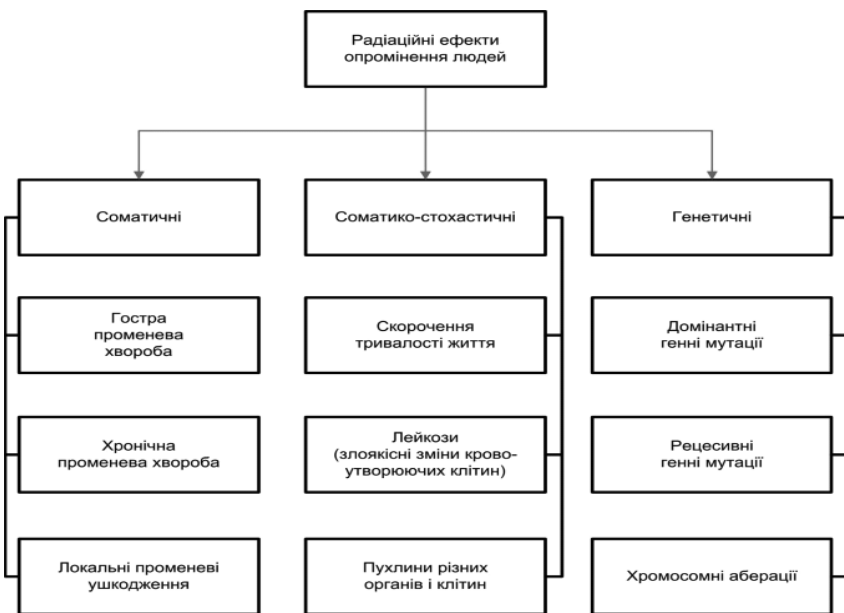 Радіаційні ефекти
опромінення людей
Соматичні
Соматико-стохастичні
Генетичні
Гостра
променева
хвороба
Скорочення
тривалості життя
Домінантні
генні мутації
Хронічна
променева хвороба
Лейкози
(злоякісні зміни крово-
утворюючих клітин)
Рецесивні
генні мутації
Локальні променеві
ушкодження
Пухлини різних
органів і клітин
Хромосомні аберації